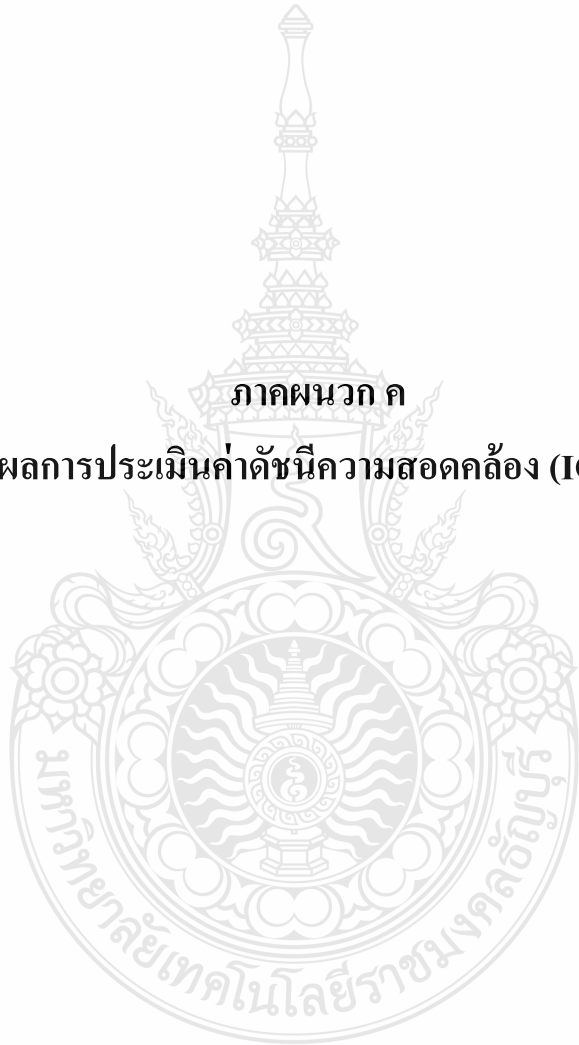 ภาคผนวก ค
ผลการประเมินค่าดัชนีความสอดคล้อง
มหาวิทยาลัยเทคโนโลยีราชมงคลธัญบุรี